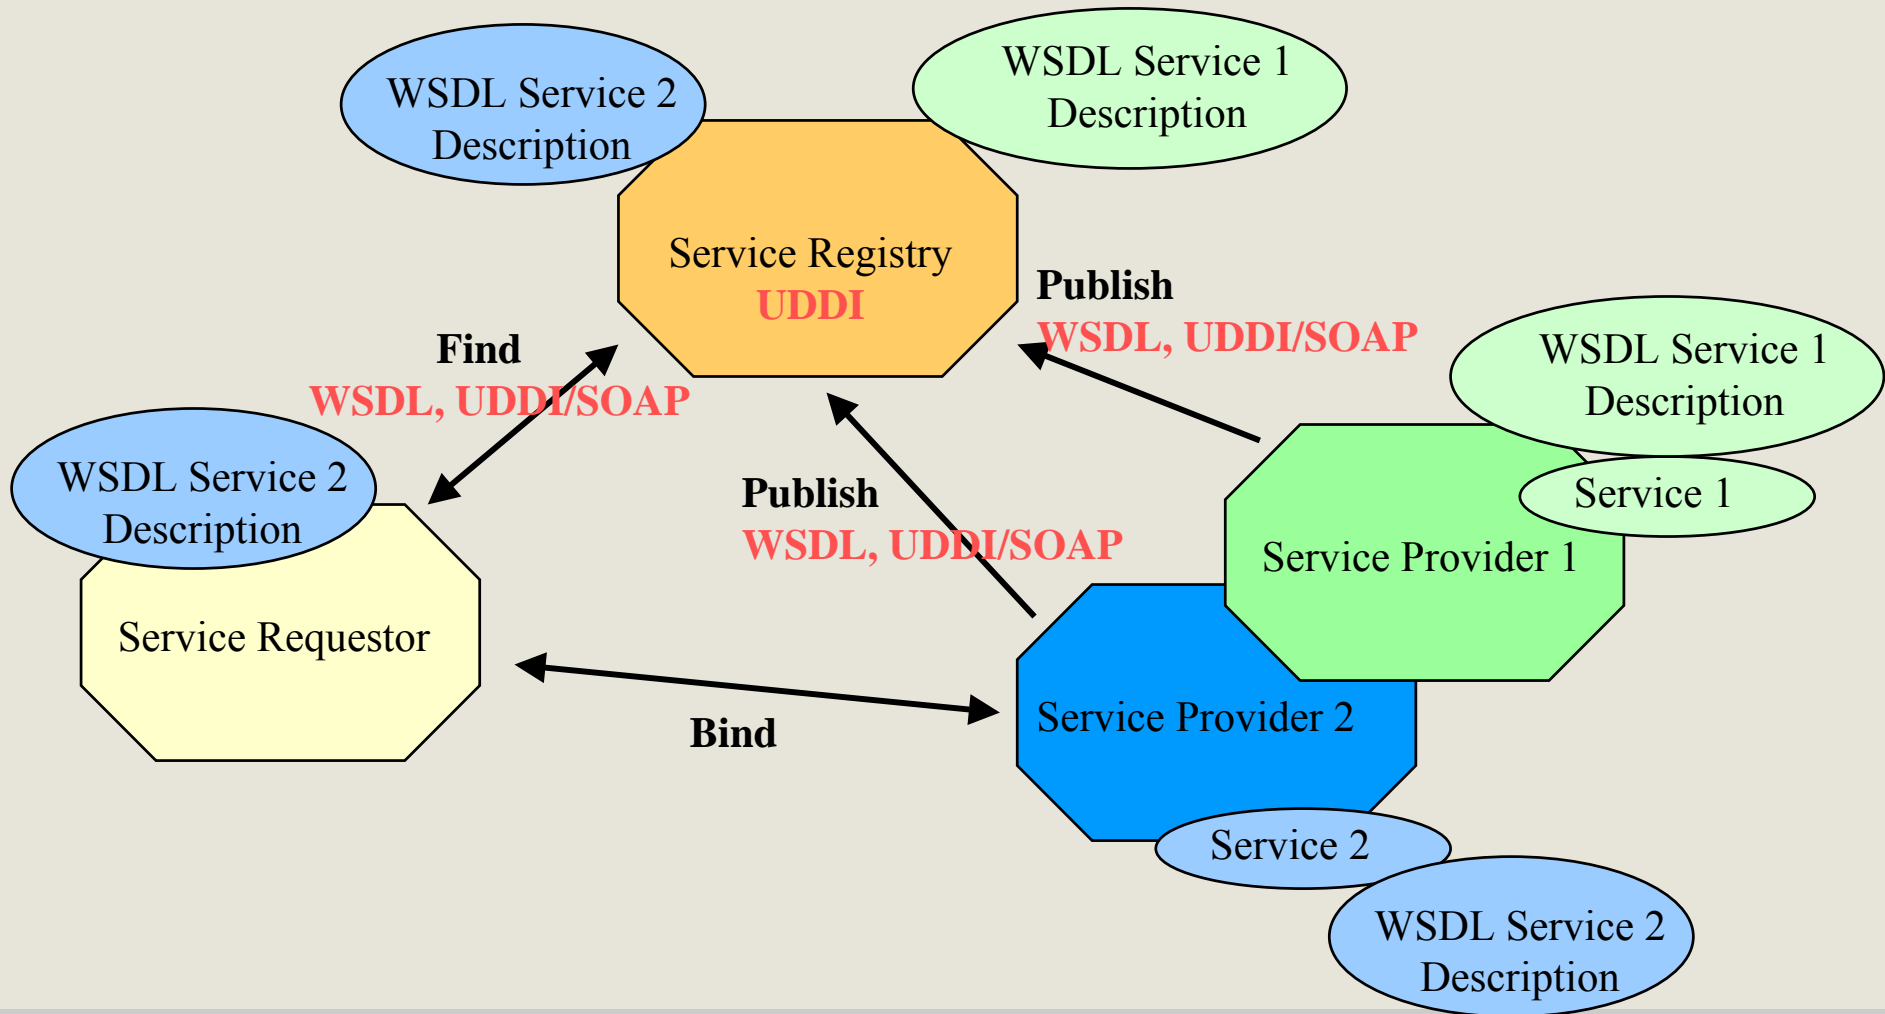 WSDL Service 2
Description
WSDL Service 1
Description
Service Registry
UDDI
Publish
WSDL, UDDI/SOAP
Find
WSDL, UDDI/SOAP
WSDL Service 1
Description
Service 1
WSDL Service 2
Description
Publish
WSDL, UDDI/SOAP
Service Provider 1
Service Requestor
Service Provider 2
Bind
Service 2
WSDL Service 2
Description